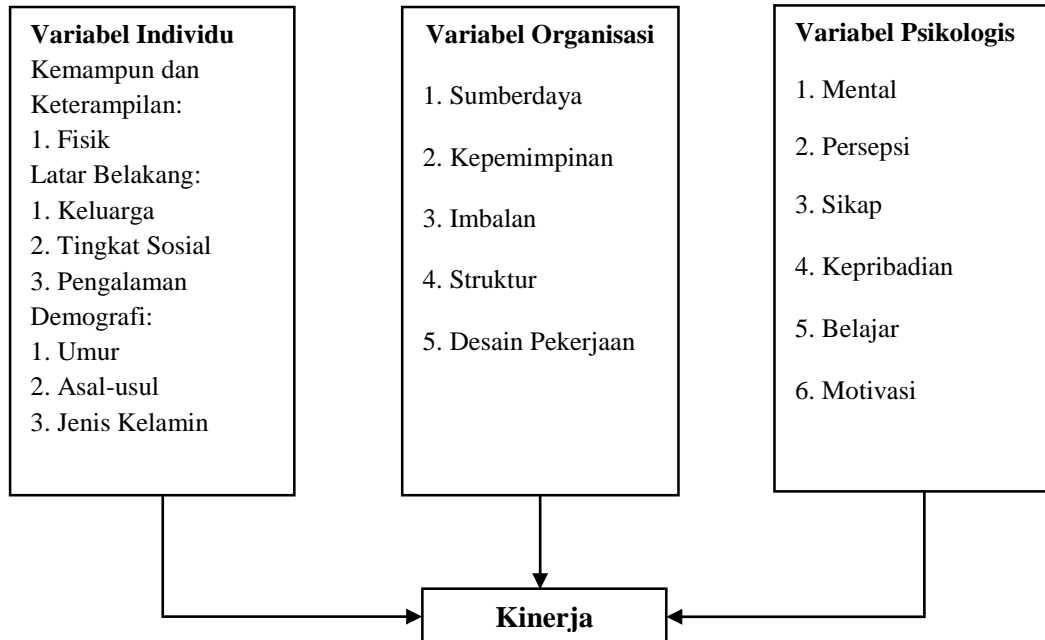 Variabel Individu
Kemampun dan
Keterampilan:
1. Fisik
Latar Belakang:
1. Keluarga
2. Tingkat Sosial
3. Pengalaman
Demografi:
1. Umur
2. Asal-usul
3. Jenis Kelamin
Variabel Organisasi
1. Sumberdaya
2. Kepemimpinan
3. Imbalan
4. Struktur
5. Desain Pekerjaan
Variabel Psikologis
1. Mental
2. Persepsi
3. Sikap
4. Kepribadian
5. Belajar
6. Motivasi
Kinerja